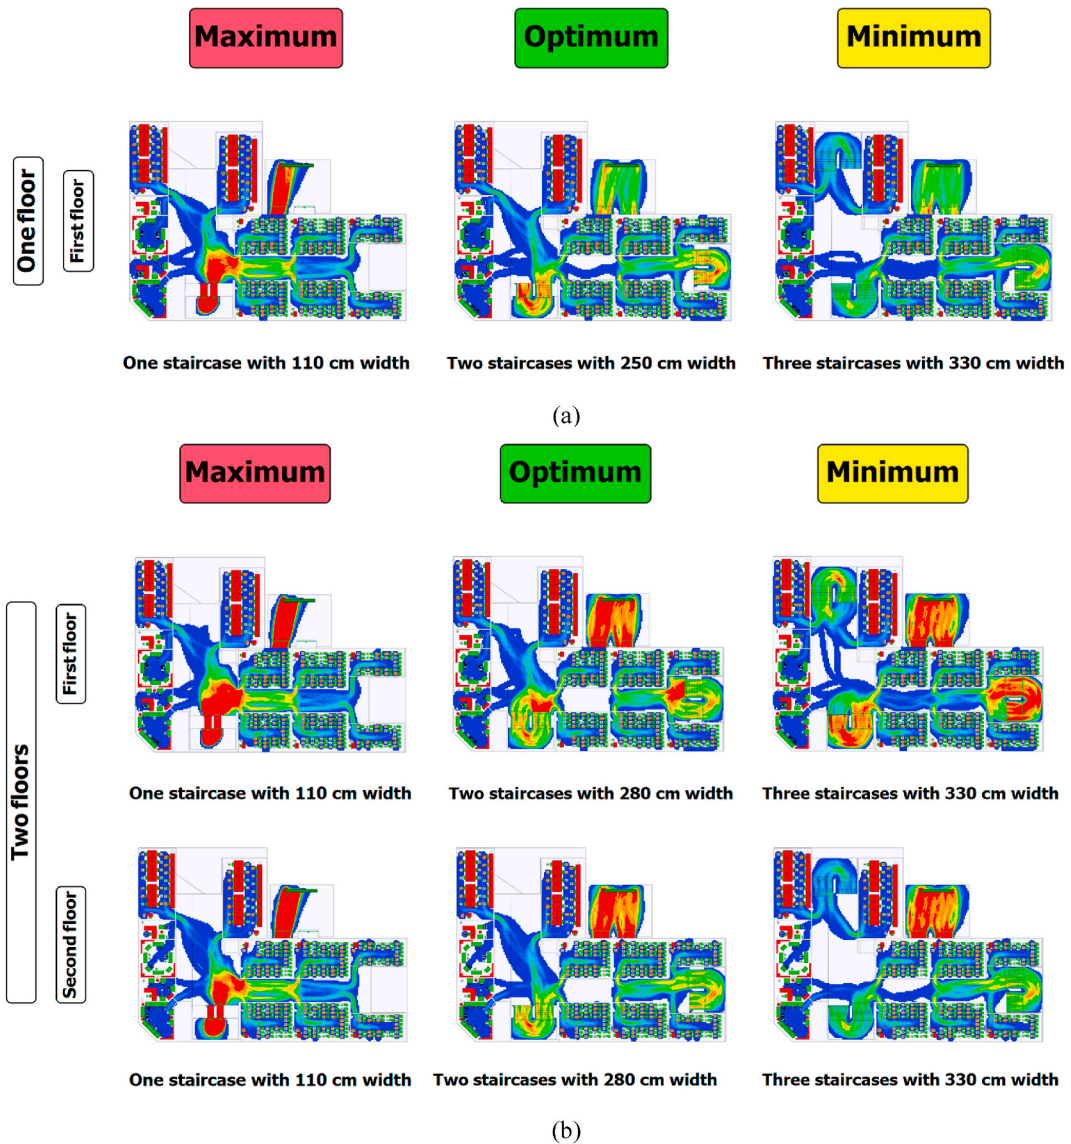 Maximum
Optimum
Minimum
One floor
First floor
One staircase with 110 cm width
Two staircases with 250 cm width
Three staircases with 330 cm width
(a)
Maximum
Optimum
Minimum
Two floors
First floor
One staircase with 110 cm width
Two staircases with 280 cm width
Three staircases with 330 cm width
Second floor
One staircase with 110 cm width
Two staircases with 280 cm width
Three staircases with 330 cm width
(b)